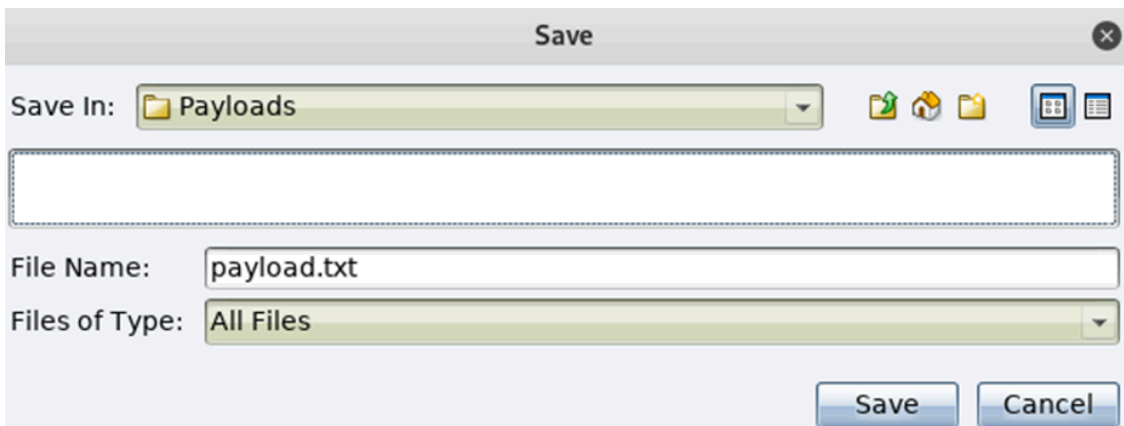 Save
Save In: Payloads
File Name: payload.txt
Files of Type: All Files
Save Cancel